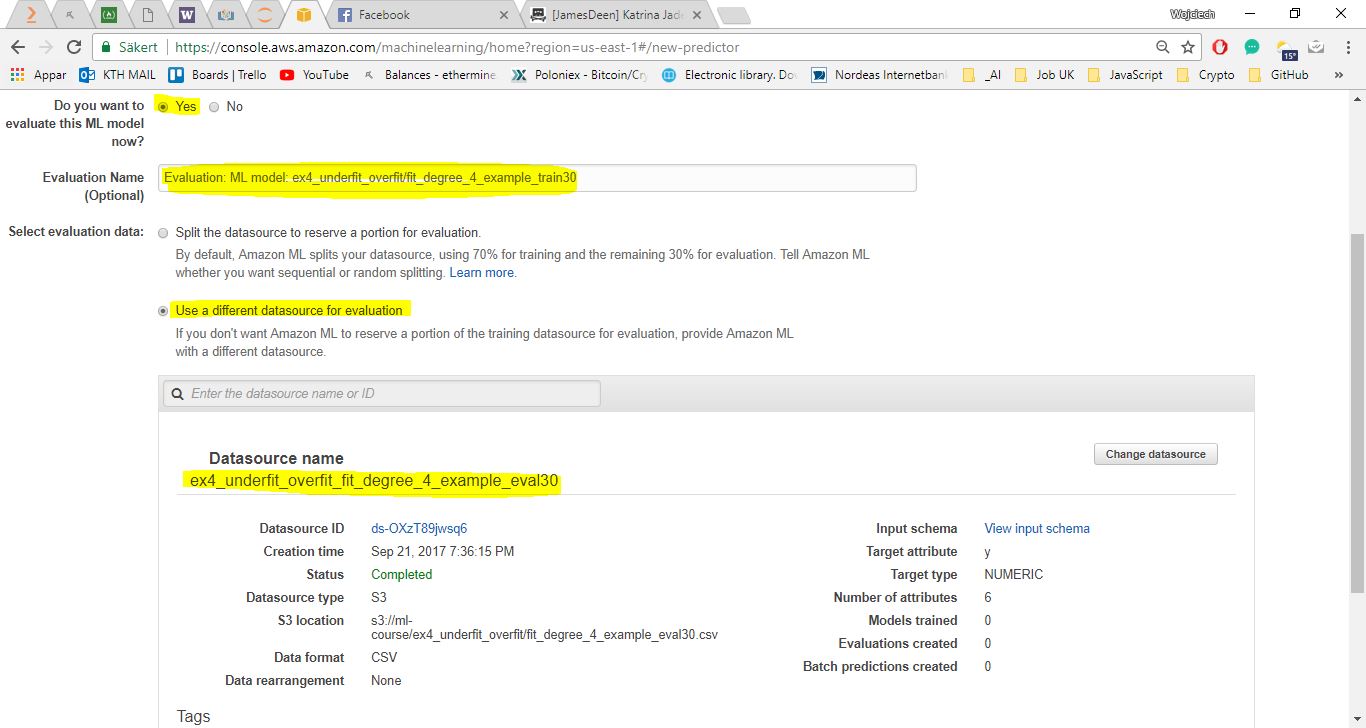 Facebook
[JamesDeen] Katrina Jade
Wojciech
Säkert
https://console.aws.amazon.com/machinelearning/home?region=us-east-1#/new-predictor
15°
Appar
KTH MAIL
Boards | Trello
YouTube
Balances - ethermine
Poloniex - Bitcoin/Cry
Electronic library. Do
Nordeas Internetbank
_AI
Job UK
JavaScript
Crypto
GitHub
»
Do you want to
evaluate this ML model
now?
Yes
No
Evaluation Name
(Optional)
Evaluation: ML model: ex4_underfit_overfit/fit_degree_4_example_train30
Select evaluation data:
Split the datasource to reserve a portion for evaluation.
By default, Amazon ML splits your datasource, using 70% for training and the remaining 30% for evaluation. Tell Amazon ML
whether you want sequential or random splitting. Learn more.
Use a different datasource for evaluation
If you don't want Amazon ML to reserve a portion of the training datasource for evaluation, provide Amazon ML
with a different datasource.
Enter the datasource name or ID
Datasource name
Change datasource
ex4_underfit_overfit_fit_degree_4_example_eval30
Datasource ID ds-OXzT89jwsq6
Creation time Sep 21, 2017 7:36:15 PM
Status Completed
Datasource type S3
S3 location s3://ml-
course/ex4_underfit_overfit/fit_degree_4_example_eval30.csv
Data format CSV
Data rearrangement None
Input schema View input schema
Target attribute y
Target type NUMERIC
Number of attributes 6
Models trained 0
Evaluations created 0
Batch predictions created 0
Tags